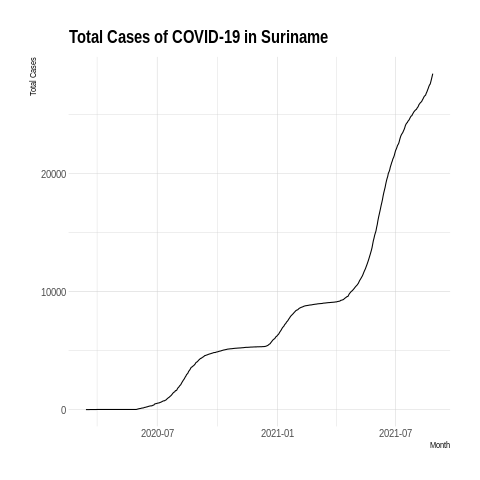 Total Cases of COVID-19 in Suriname
Total Cases
20000
10000
0
2020-07
2021-01
2021-07
Month